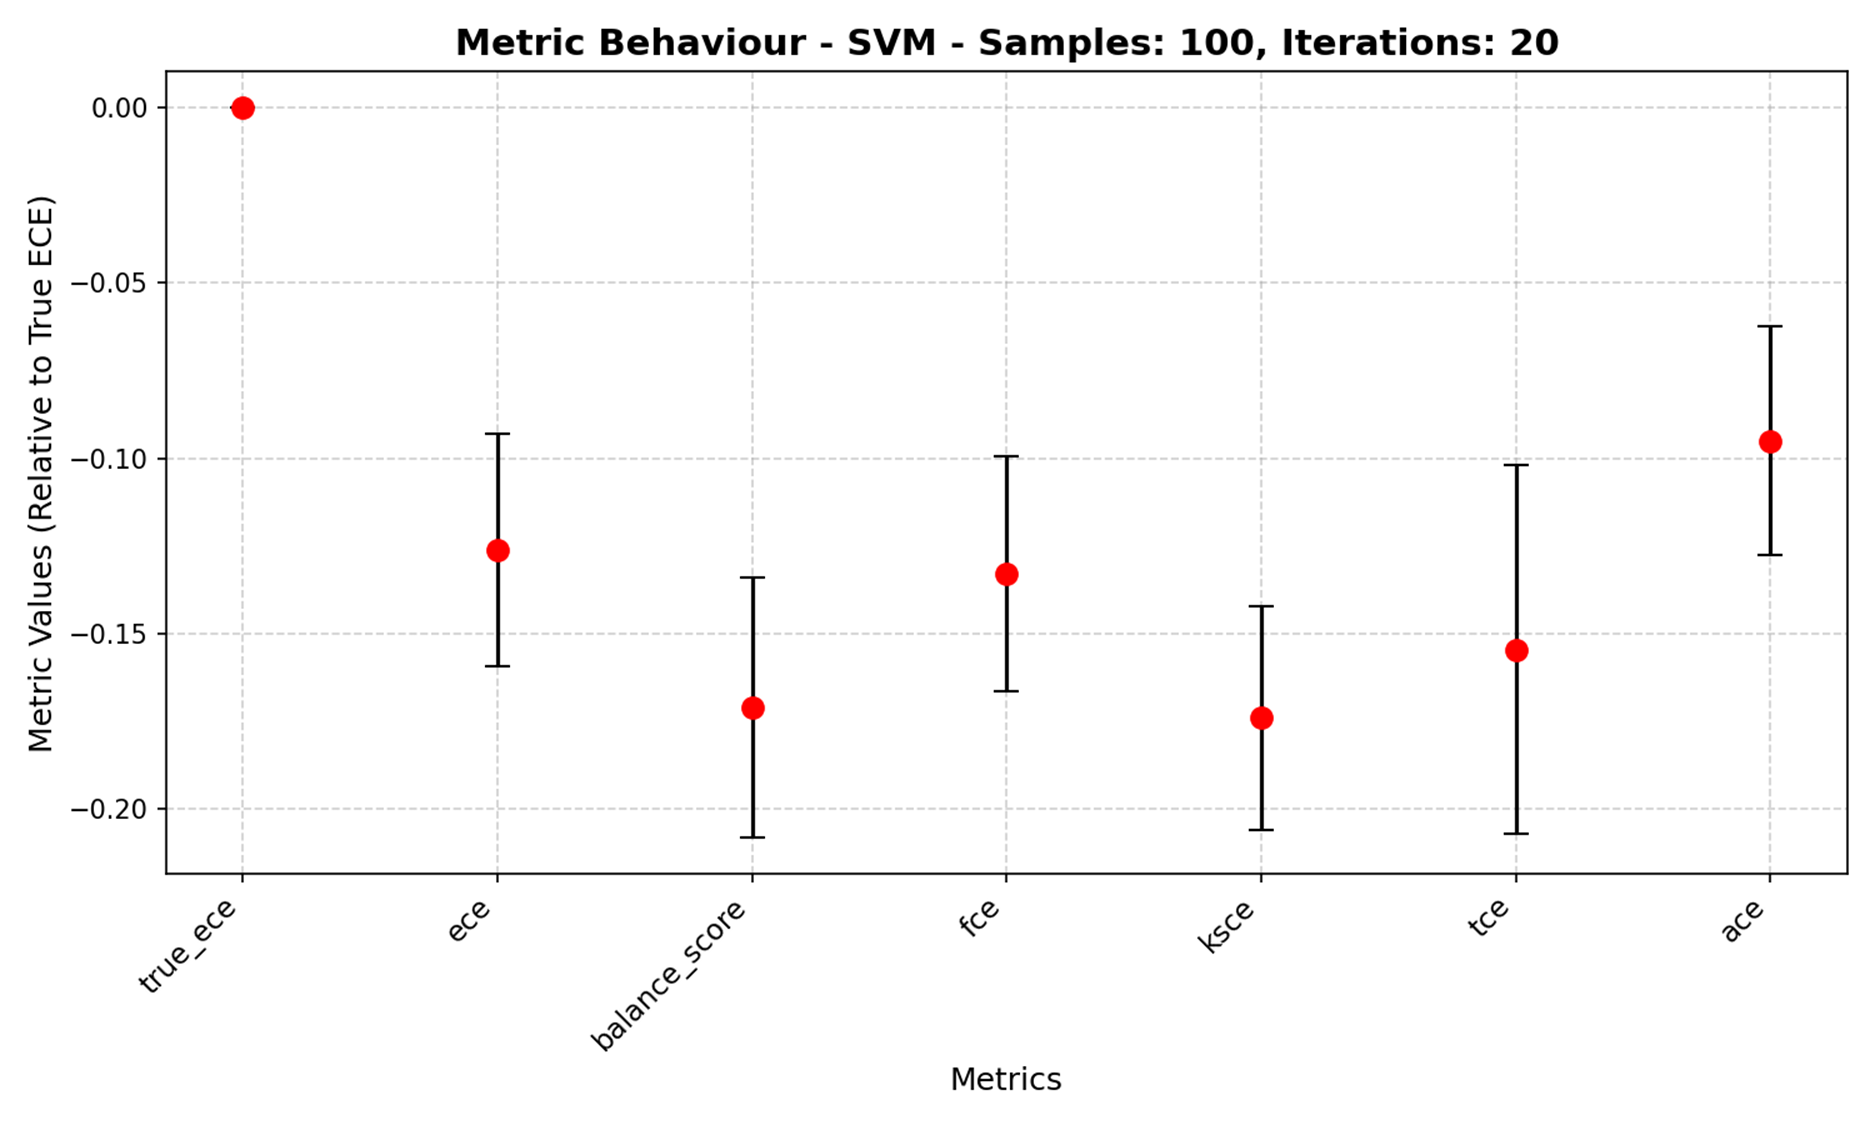 Metric Behaviour - SVM - Samples: 100, Iterations: 20
Metric Values (Relative to True ECE)
0.00
−0.05
−0.10
−0.15
−0.20
true_ece
ece
balance_score
fce
ksce
tce
ace
Metrics